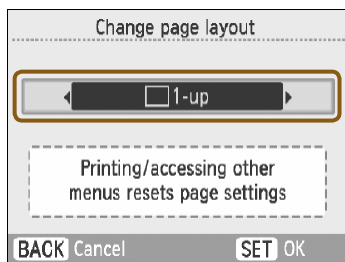 Change page layout
1-up
Printing/accessing other
menus resets page settings
BACK Cancel SET OK